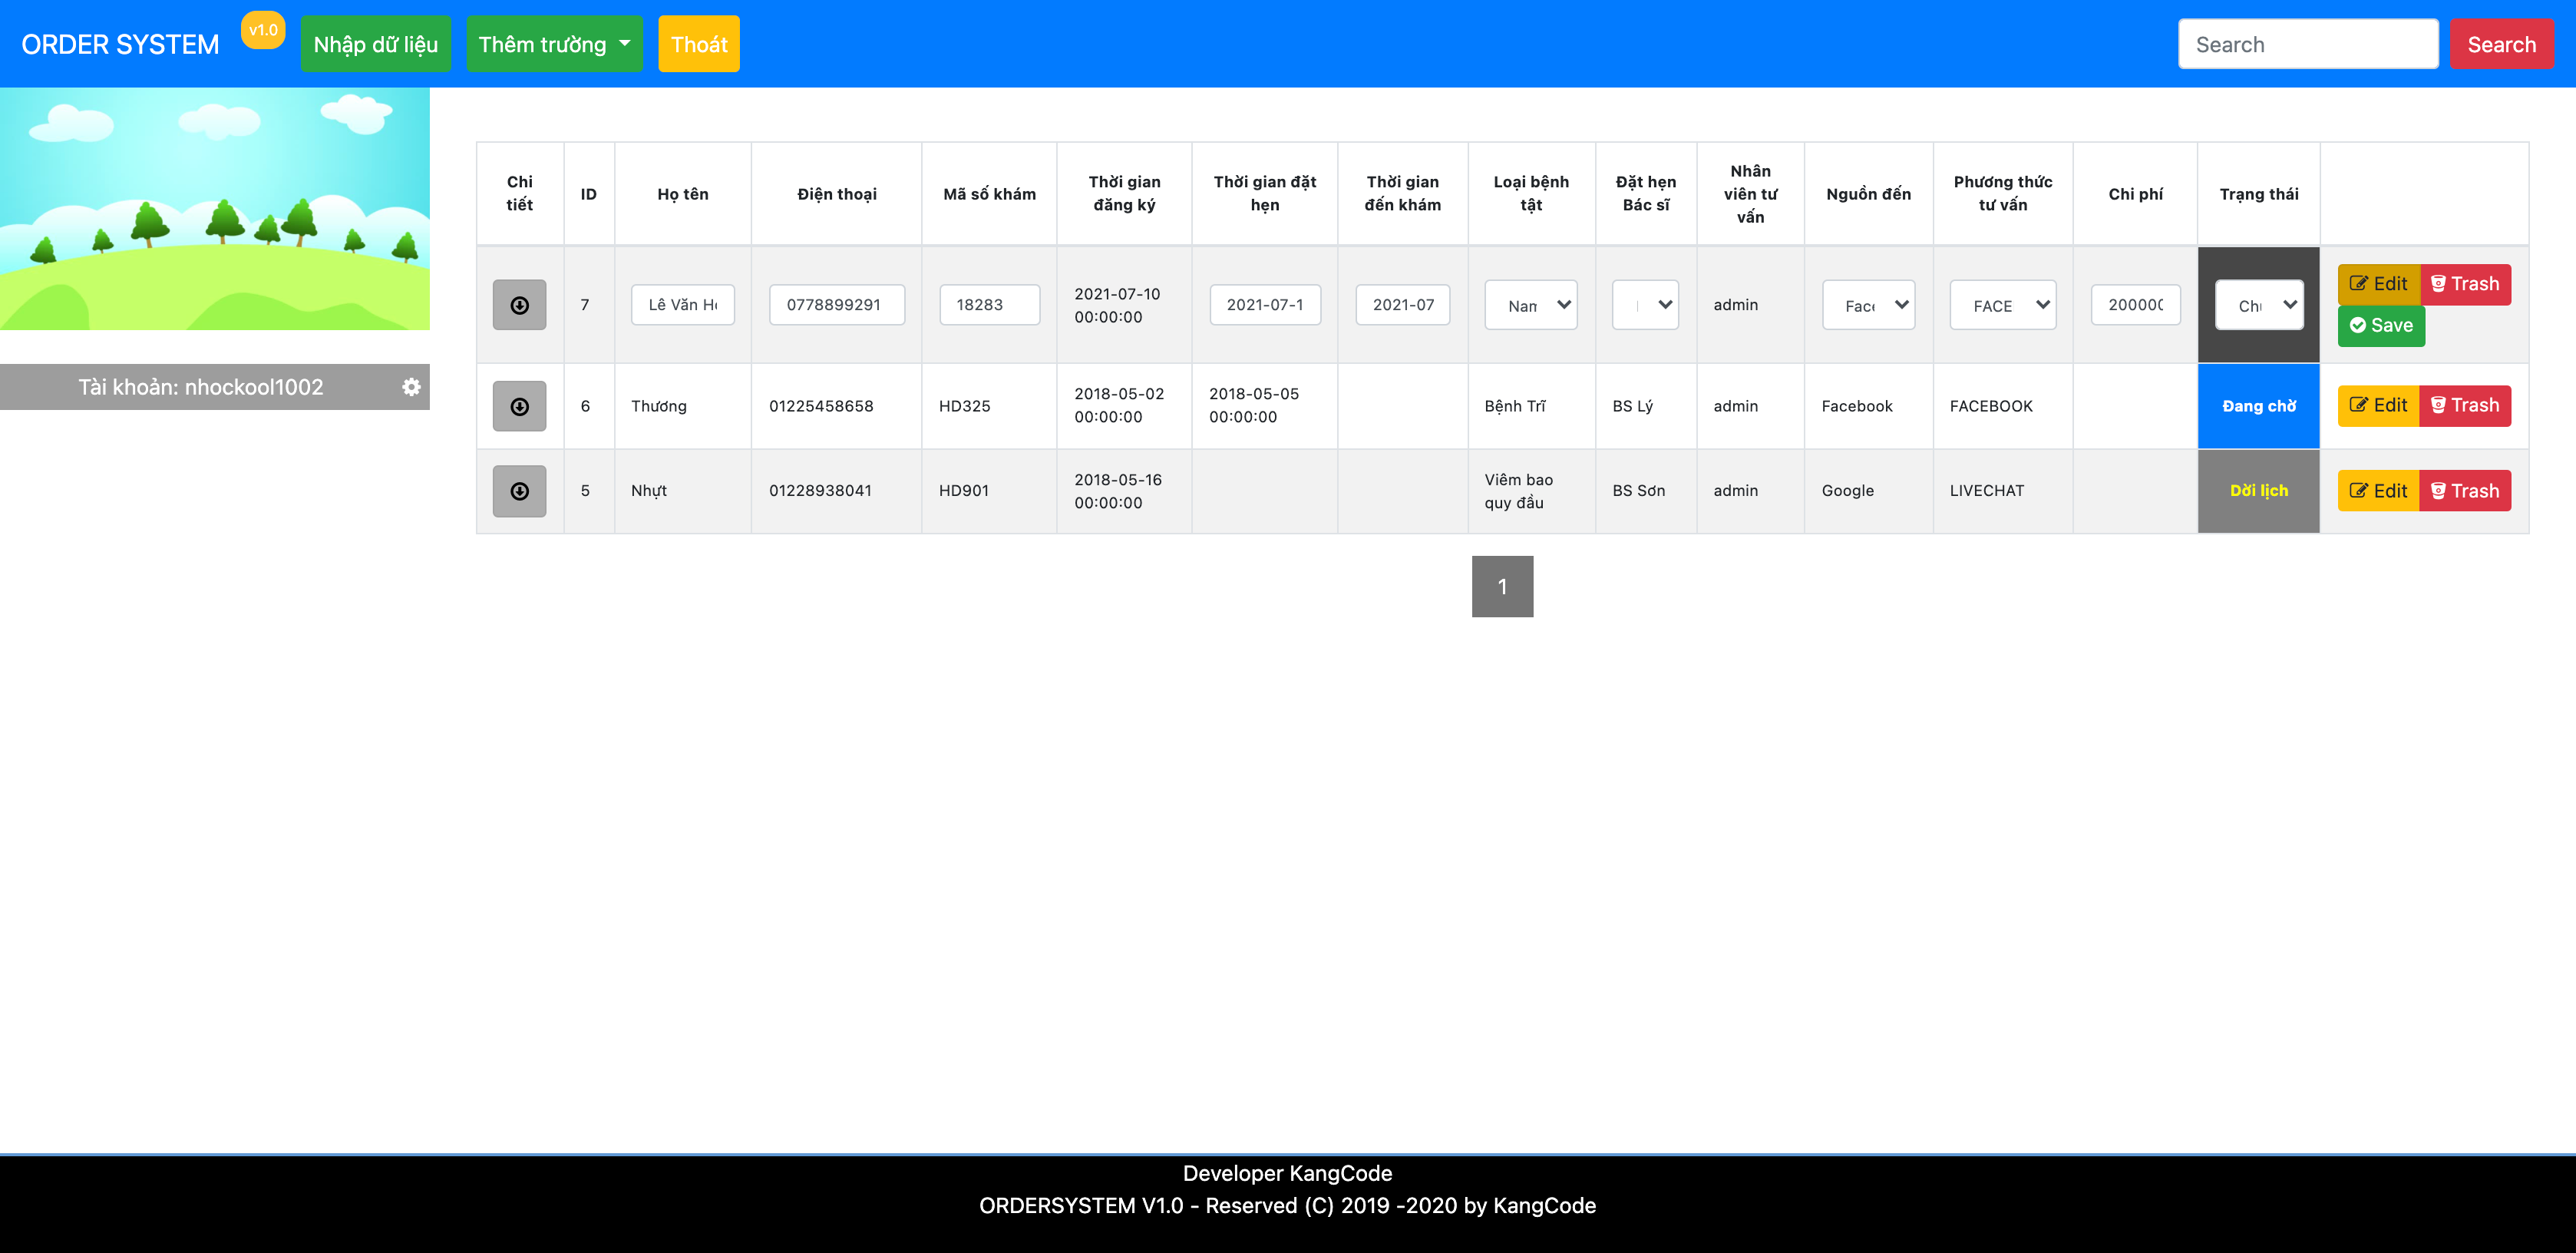 ORDER SYSTEM v1.0 Nhập dữ liệu Thêm trường Thoát Search Search
Tài khoản: nhockool1002
Chi tiết ID Họ tên Điện thoại Mã số khám Thời gian đăng ký Thời gian đặt hẹn Thời gian đến khám Loại bệnh tật Đặt hẹn Bác sĩ Nhân viên tư vấn Nguồn đến Phương thức tư vấn Chi phí Trạng thái
7 Lê Văn 0778899291 18283 2021-07-10 00:00:00 2021-07-1 2021-07 Nam admin Face FACE 200000 Edit Trash
Save
6 Thương 01225458658 HD325 2018-05-02 00:00:00 2018-05-05 00:00:00 Bệnh Trĩ BS Lý admin Facebook FACEBOOK Đang chờ Edit Trash
5 Nhựt 01228938041 HD901 2018-05-16 00:00:00 Viêm bao quy đầu BS Sơn admin Google LIVECHAT Dời lịch Edit Trash
1
Developer KangCode
ORDERSYSTEM V1.0 - Reserved (C) 2019 -2020 by KangCode